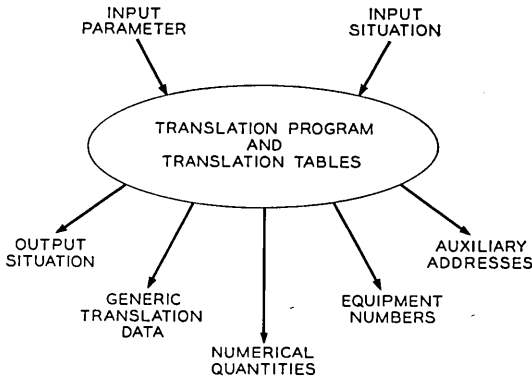 INPUT
PARAMETER
INPUT
SITUATION
TRANSLATION PROGRAM
AND
TRANSLATION TABLES
OUTPUT
SITUATION
GENERIC
TRANSLATION
DATA
NUMERICAL
QUANTITIES
EQUIPMENT
NUMBERS
AUXILIARY
ADDRESSES